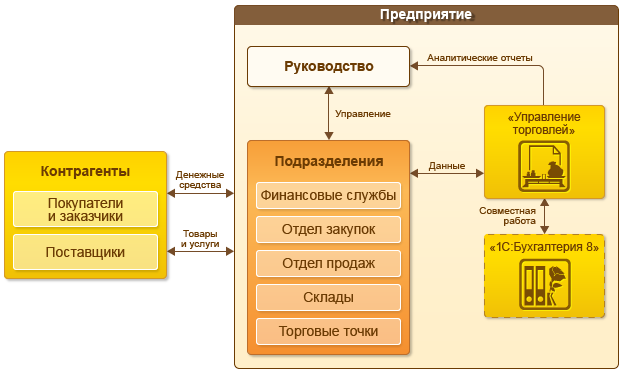 Предприятие
Руководство
Аналитические отчеты
Управление
«Управление
торговлей»
Контрагенты
Покупатели
и заказчики
Поставщики
Денежные
средства
Товары
и услуги
Подразделения
Финансовые службы
Отдел закупок
Отдел продаж
Склады
Торговые точки
Данные
Совместная
работа
«1С:Бухгалтерия 8»